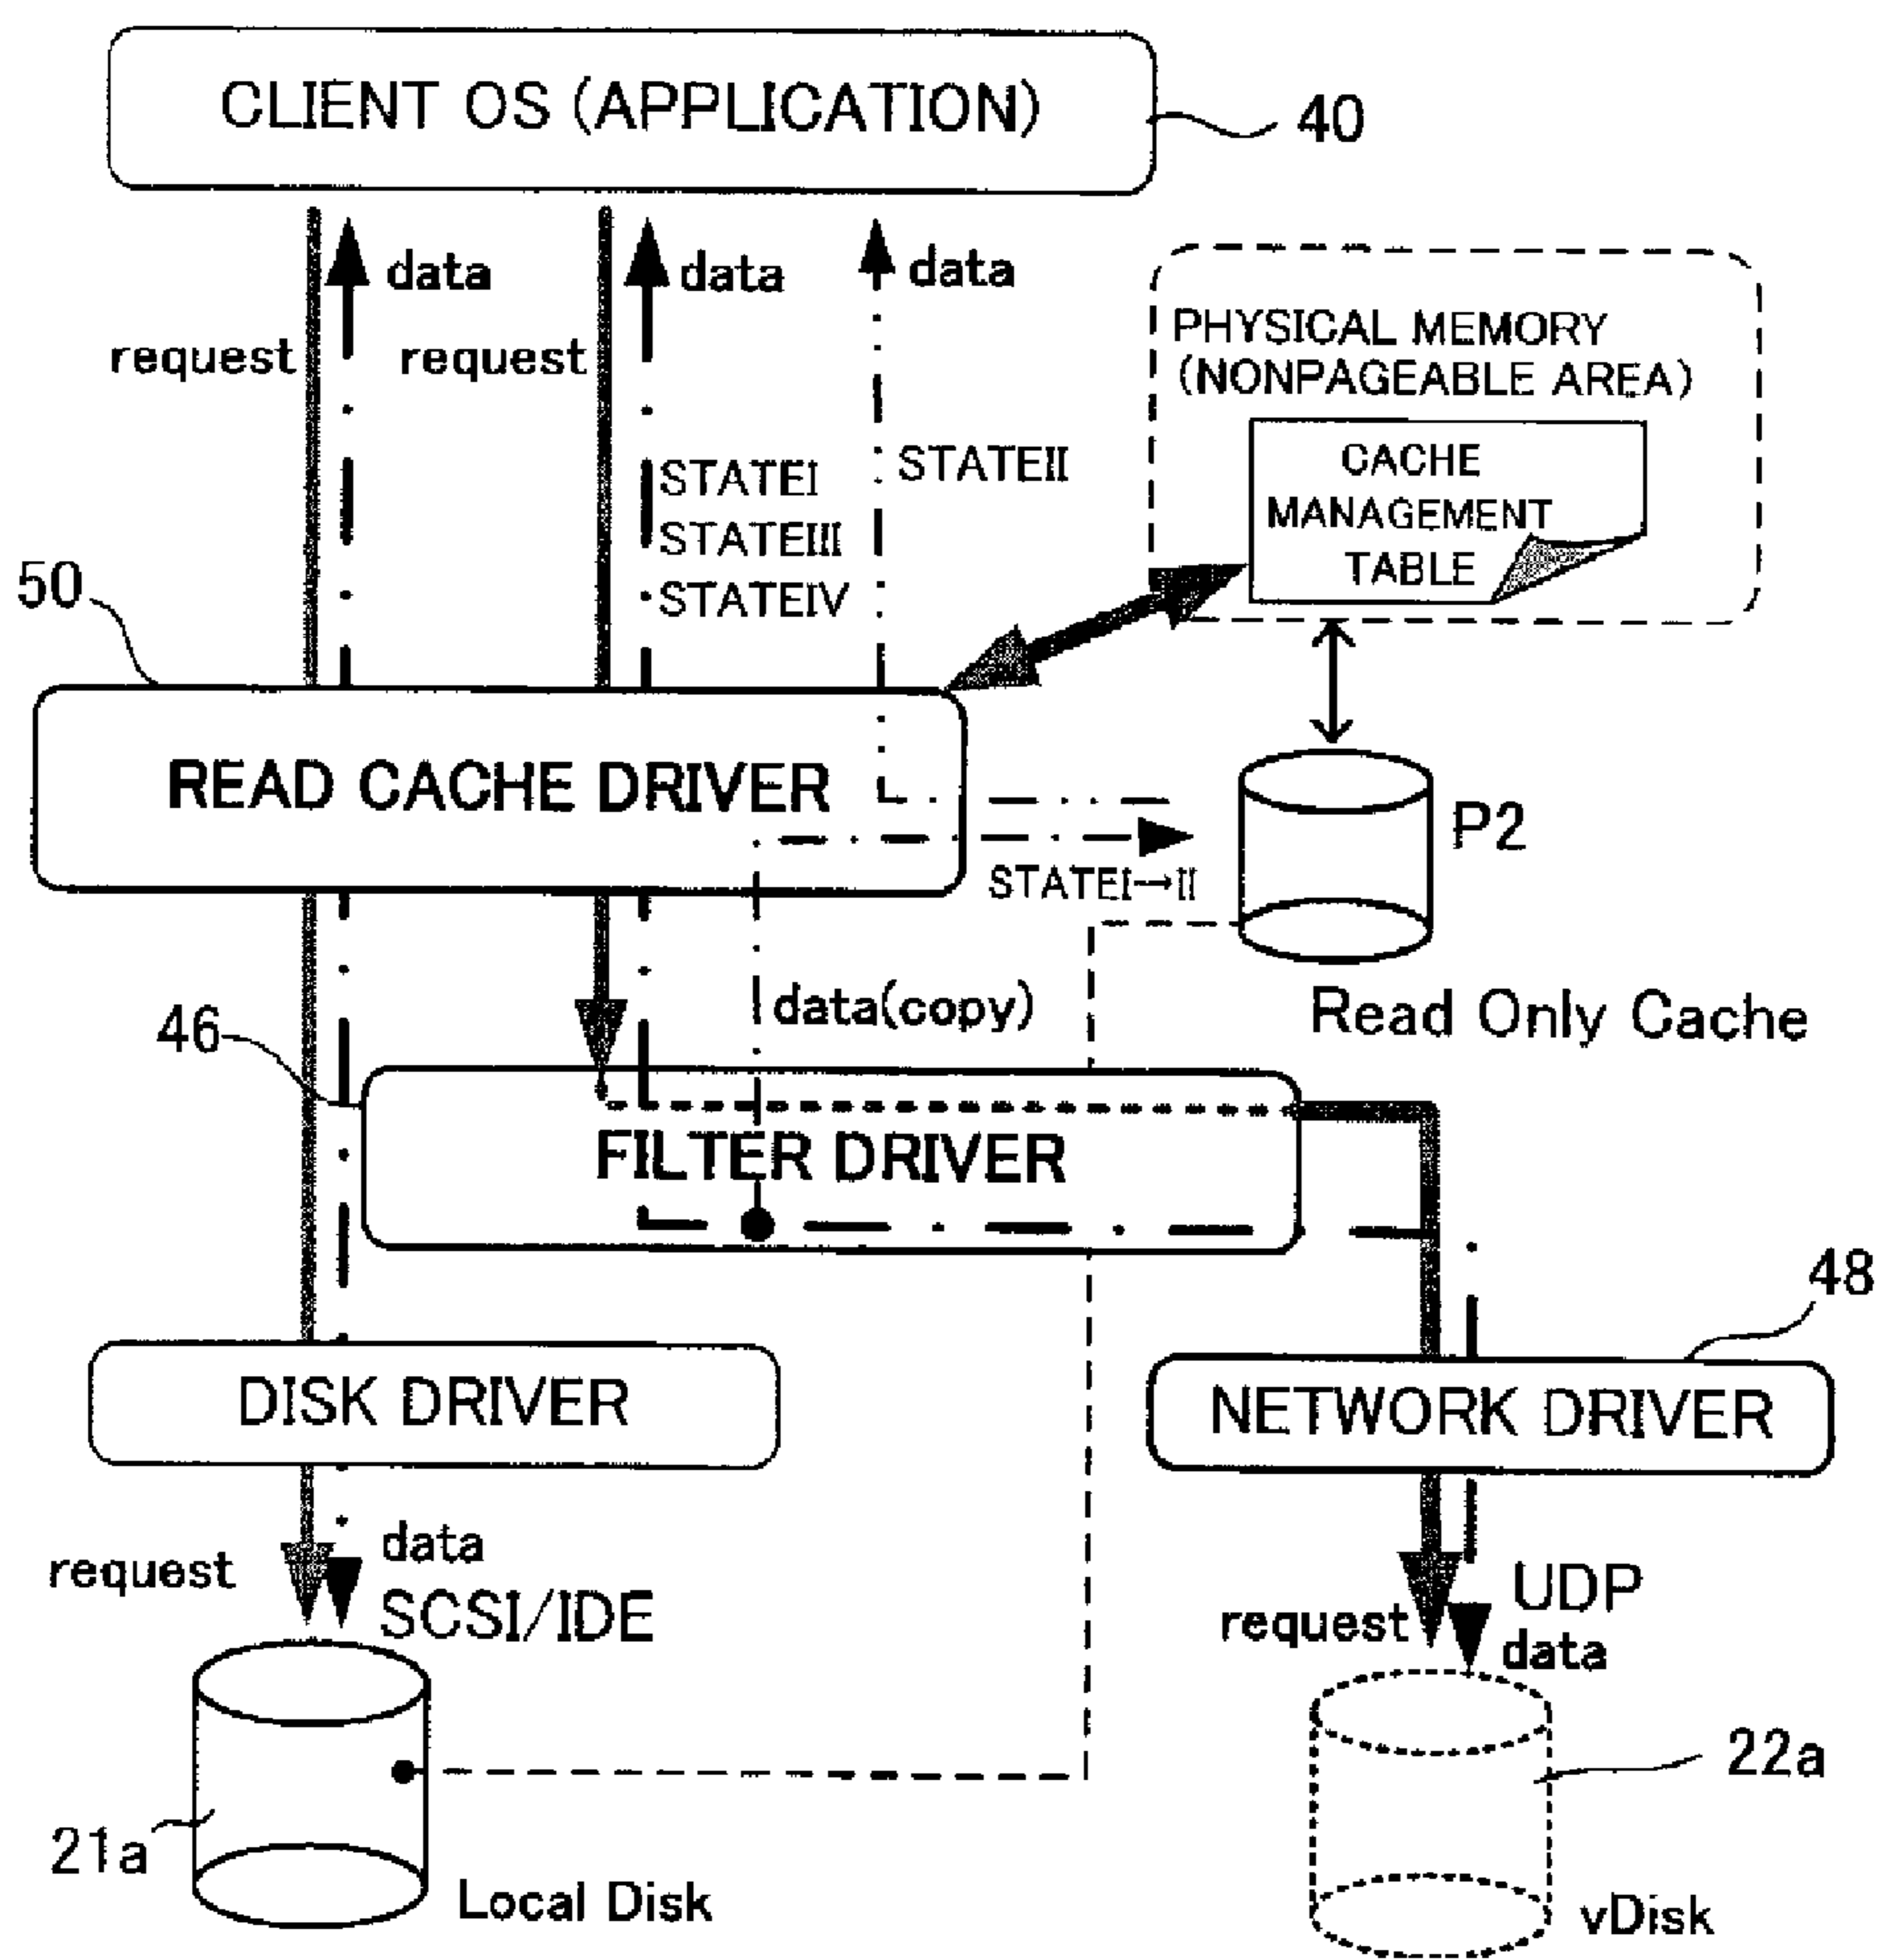 CLIENT OS (APPLICATION)
40
data
data
data
request
request
PHYSICAL MEMORY
(NONPAGEABLE AREA)
CACHE
MANAGEMENT
TABLE
STATEI
STATEIII
STATEIV
STATEII
50
READ CACHE DRIVER
P2
STATEI→II
Read Only Cache
data(copy)
46
FILTER DRIVER
48
DISK DRIVER
NETWORK DRIVER
request
data
SCSI/IDE
UDP
request
data
21a
Local Disk
22a
vDisk